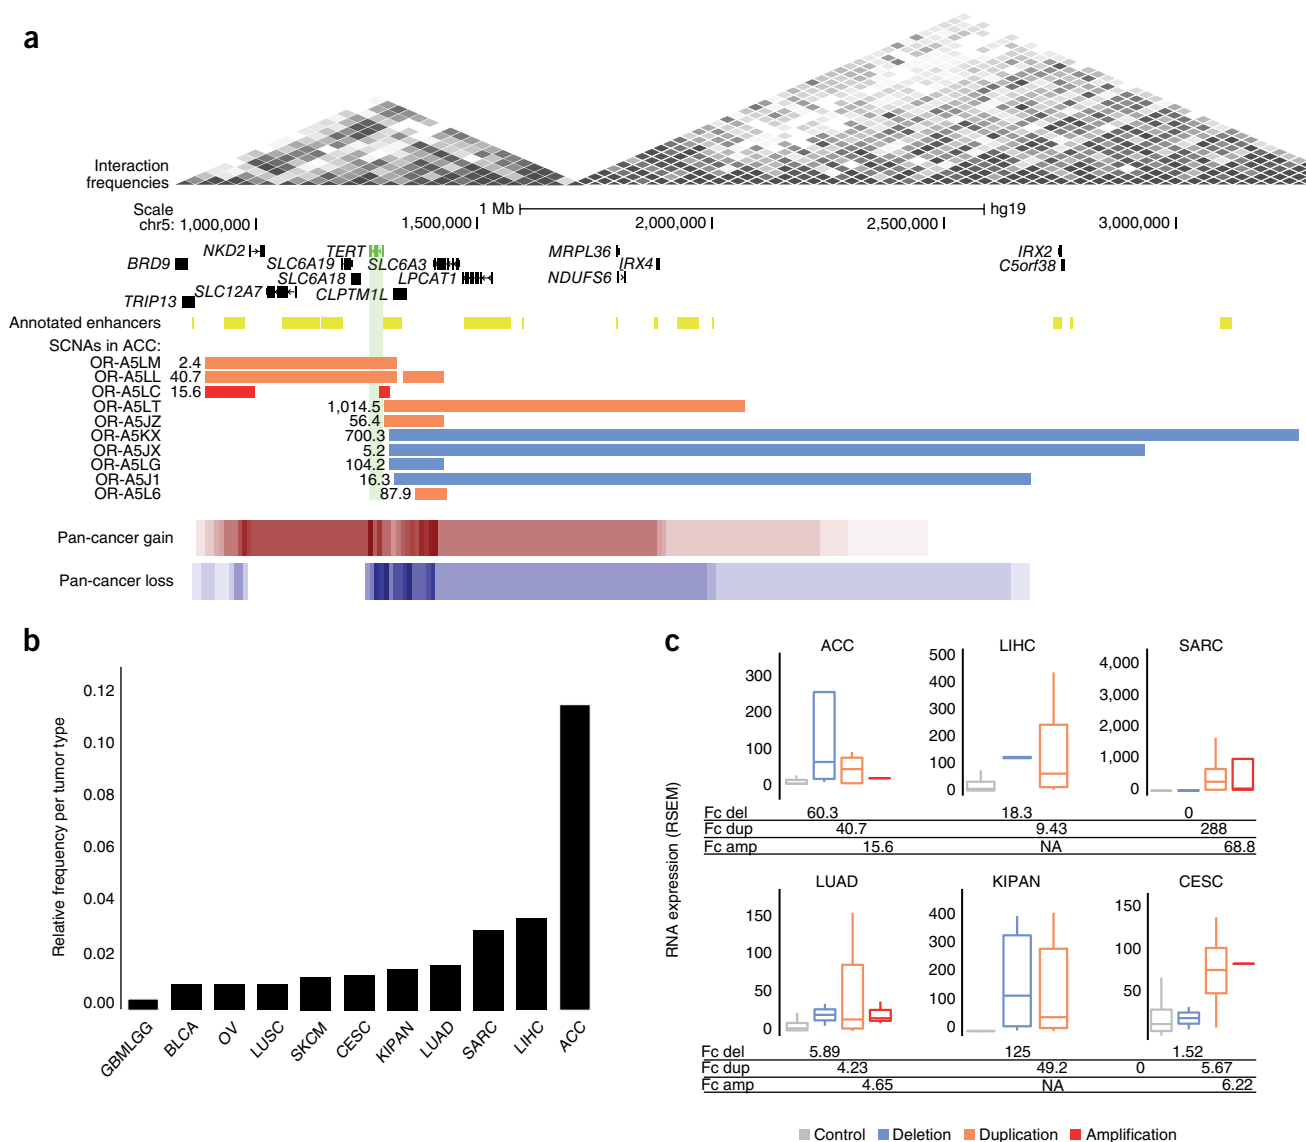 a
Interaction
frequencies
Scale
1 Mb
hg19
chr5:
1,000,000
1,500,000
2,000,000
2,500,000
3,000,000
NKD2
TERT
MRPL36
IRX2
BRD9
SLC6A19
SLC6A3
IRX4
C5orf38
SLC6A18
LPCAT1
NDUFS6
TRIP13
SLC12A7
CLPTM1L
Annotated enhancers
SCNAs in ACC:
OR-A5LM 2.4
OR-A5LL 40.7
OR-A5LC 15.6
OR-A5LT 1,014.5
OR-A5JZ 56.4
OR-A5KX 700.3
OR-A5JX 5.2
OR-A5LG 104.2
OR-A5J1 16.3
OR-A5L6 87.9
Pan-cancer gain
Pan-cancer loss
b
Relative frequency per tumor type
0.12
0.10
0.08
0.06
0.04
0.02
0.00
GBMLGG
BLCA
OV
LUSC
SKCM
CESC
KIPAN
LUAD
SARC
LIHC
ACC
c
RNA expression (RSEM)
ACC
300
200
100
0
LIHC
500
400
300
200
100
0
SARC
4,000
3,000
2,000
1,000
0
Fc del 60.3 18.3 0
Fc dup 40.7 9.43 288
Fc amp 15.6 NA 68.8
LUAD
150
100
50
0
KIPAN
400
300
200
100
0
CESC
150
100
50
0
Fc del 5.89 125 1.52
Fc dup 4.23 49.2 5.67
Fc amp 4.65 NA 6.22
Control
Deletion
Duplication
Amplification